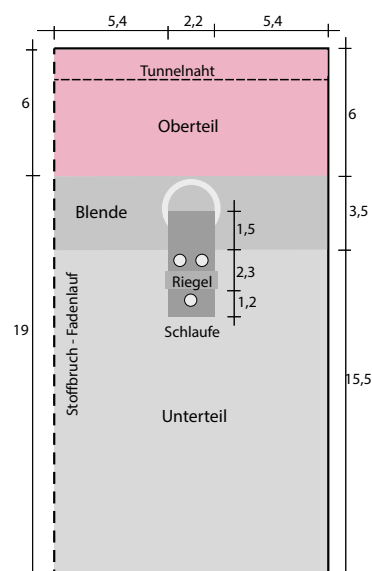 5,4 2,2 5,4
Tunnelnaht
6
6
Oberteil
Blende
3,5
1,5
2,3
Riegel
1,2
Schlaufe
Stoffbruch - Fadenlauf
19
15,5
Unterteil